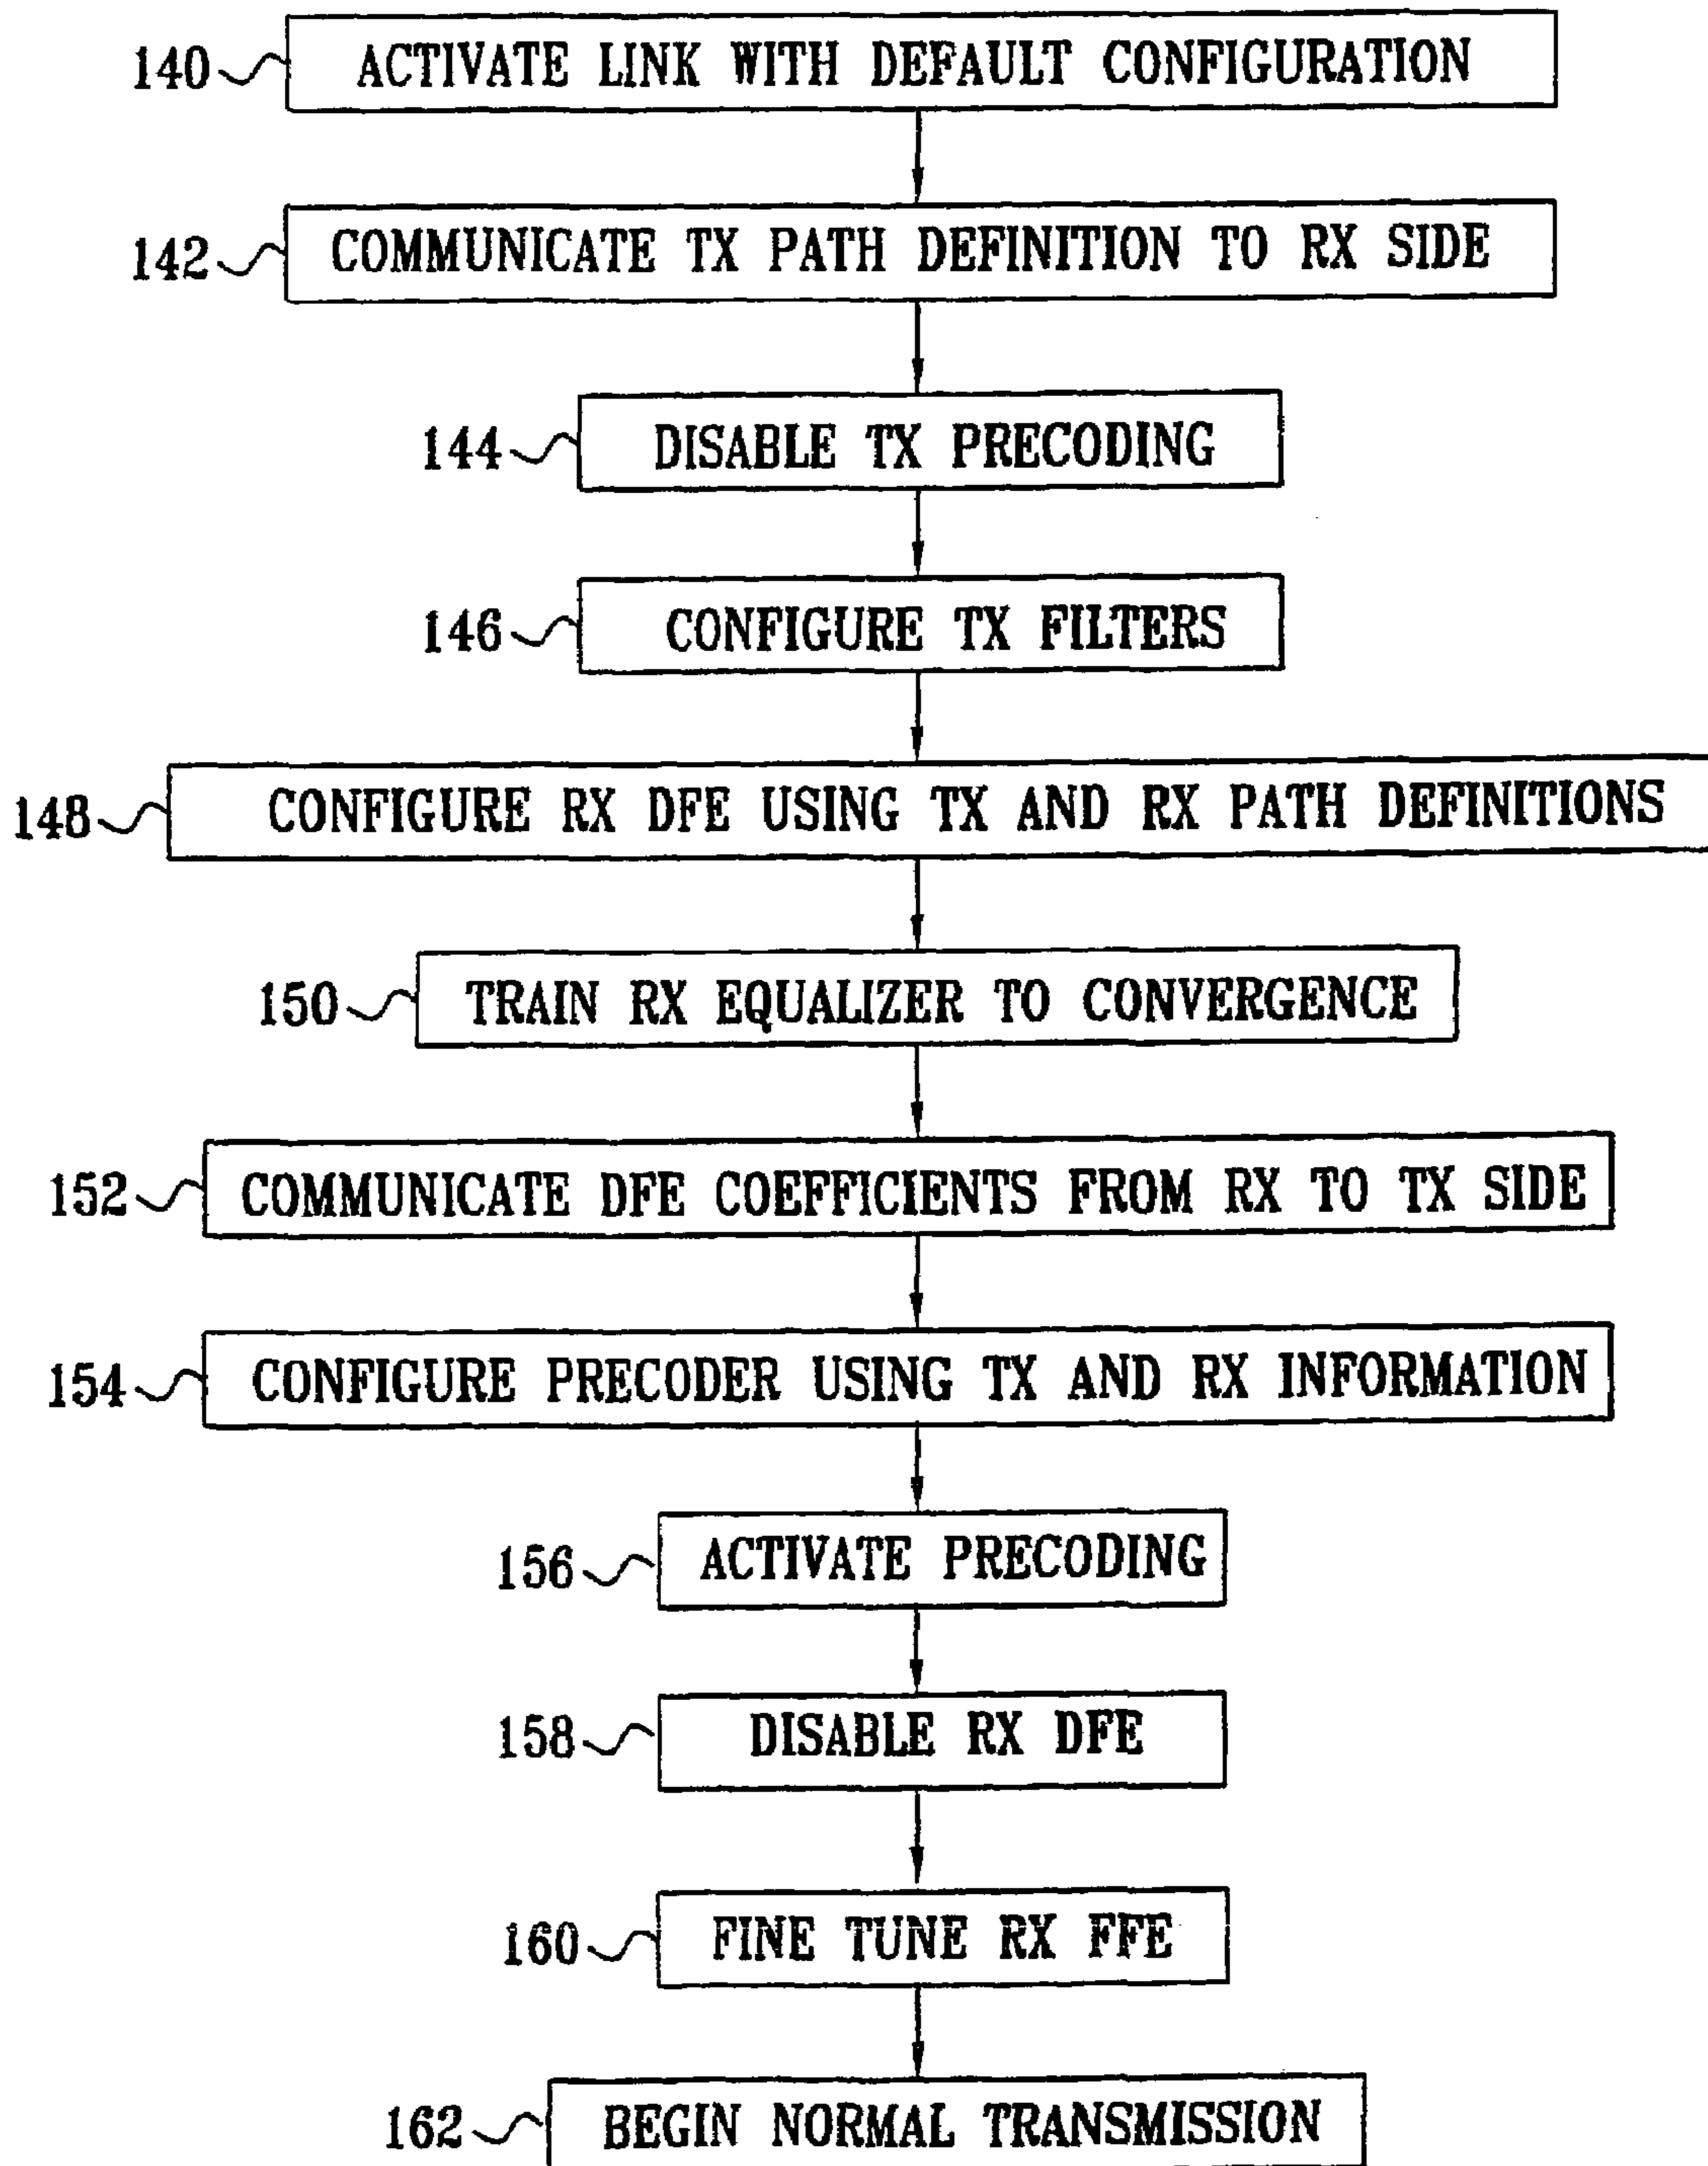 140 ACTIVATE LINK WITH DEFAULT CONFIGURATION
142 COMMUNICATE TX PATH DEFINITION TO RX SIDE
144 DISABLE TX PRECODING
146 CONFIGURE TX FILTERS
148 CONFIGURE RX DFE USING TX AND RX PATH DEFINITIONS
150 TRAIN RX EQUALIZER TO CONVERGENCE
152 COMMUNICATE DFE COEFFICIENTS FROM RX TO TX SIDE
154 CONFIGURE PRECODER USING TX AND RX INFORMATION
156 ACTIVATE PRECODING
158 DISABLE RX DFE
160 FINE TUNE RX FFE
162 BEGIN NORMAL TRANSMISSION